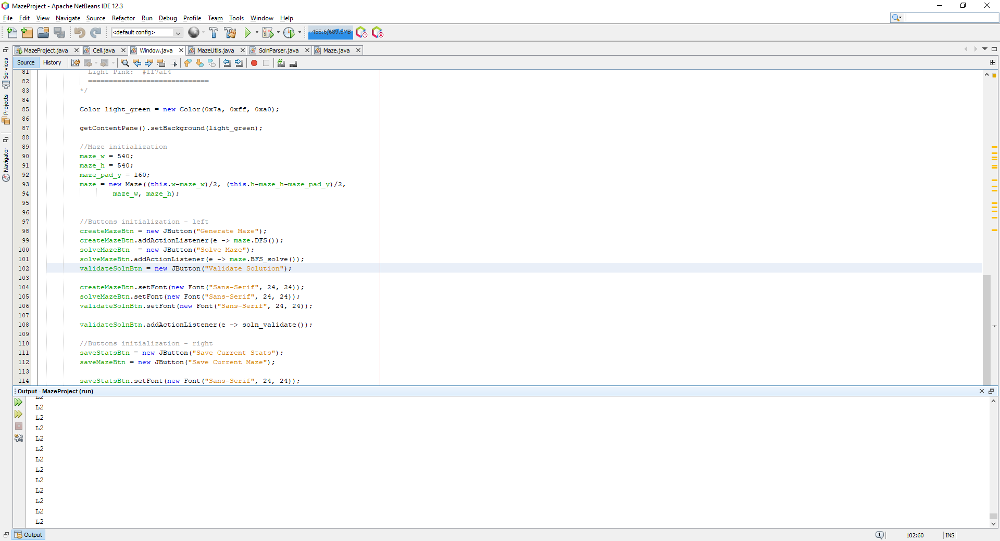 MazeProject - Apache NetBeans IDE 12.3
File Edit View Navigate Source Refactor Run Debug Profile Team Tools Window Help
<default config> 455.6/689.5MB
MazeProject.java Cell.java Window.java MazeUtils.java SolnParser.java Maze.java
Source History
Services
Projects
Navigator
81 Light Pink:  #ff7af4
82 =============================
83 */
84
85 Color light_green = new Color(0x7a, 0xff, 0xa0);
86
87 getContentPane().setBackground(light_green);
88
89 //Maze initialization
90 maze_w = 540;
91 maze_h = 540;
92 maze_pad_y = 160;
93 maze = new Maze((this.w-maze_w)/2, (this.h-maze_h-maze_pad_y)/2,
94 maze_w, maze_h);
95
96
97 //Buttons initialization - left
98 createMazeBtn = new JButton("Generate Maze");
99 createMazeBtn.addActionListener(e -> maze.DFS());
100 solveMazeBtn  = new JButton("Solve Maze");
101 solveMazeBtn.addActionListener(e -> maze.BFS_solve());
102 validateSolnBtn = new JButton("Validate Solution");
103
104 createMazeBtn.setFont(new Font("Sans-Serif", 24, 24));
105 solveMazeBtn.setFont(new Font("Sans-Serif", 24, 24));
106 validateSolnBtn.setFont(new Font("Sans-Serif", 24, 24));
107
108 validateSolnBtn.addActionListener(e -> soln_validate());
109
110 //Buttons initialization - right
111 saveStatsBtn = new JButton("Save Current Stats");
112 saveMazeBtn = new JButton("Save Current Maze");
113
114 saveStatsBtn.setFont(new Font("Sans-Serif", 24, 24));
Output - MazeProject (run)
L2
L2
L2
L2
L2
L2
L2
L2
L2
L2
L2
L2
L2
Output
1 102:60 INS